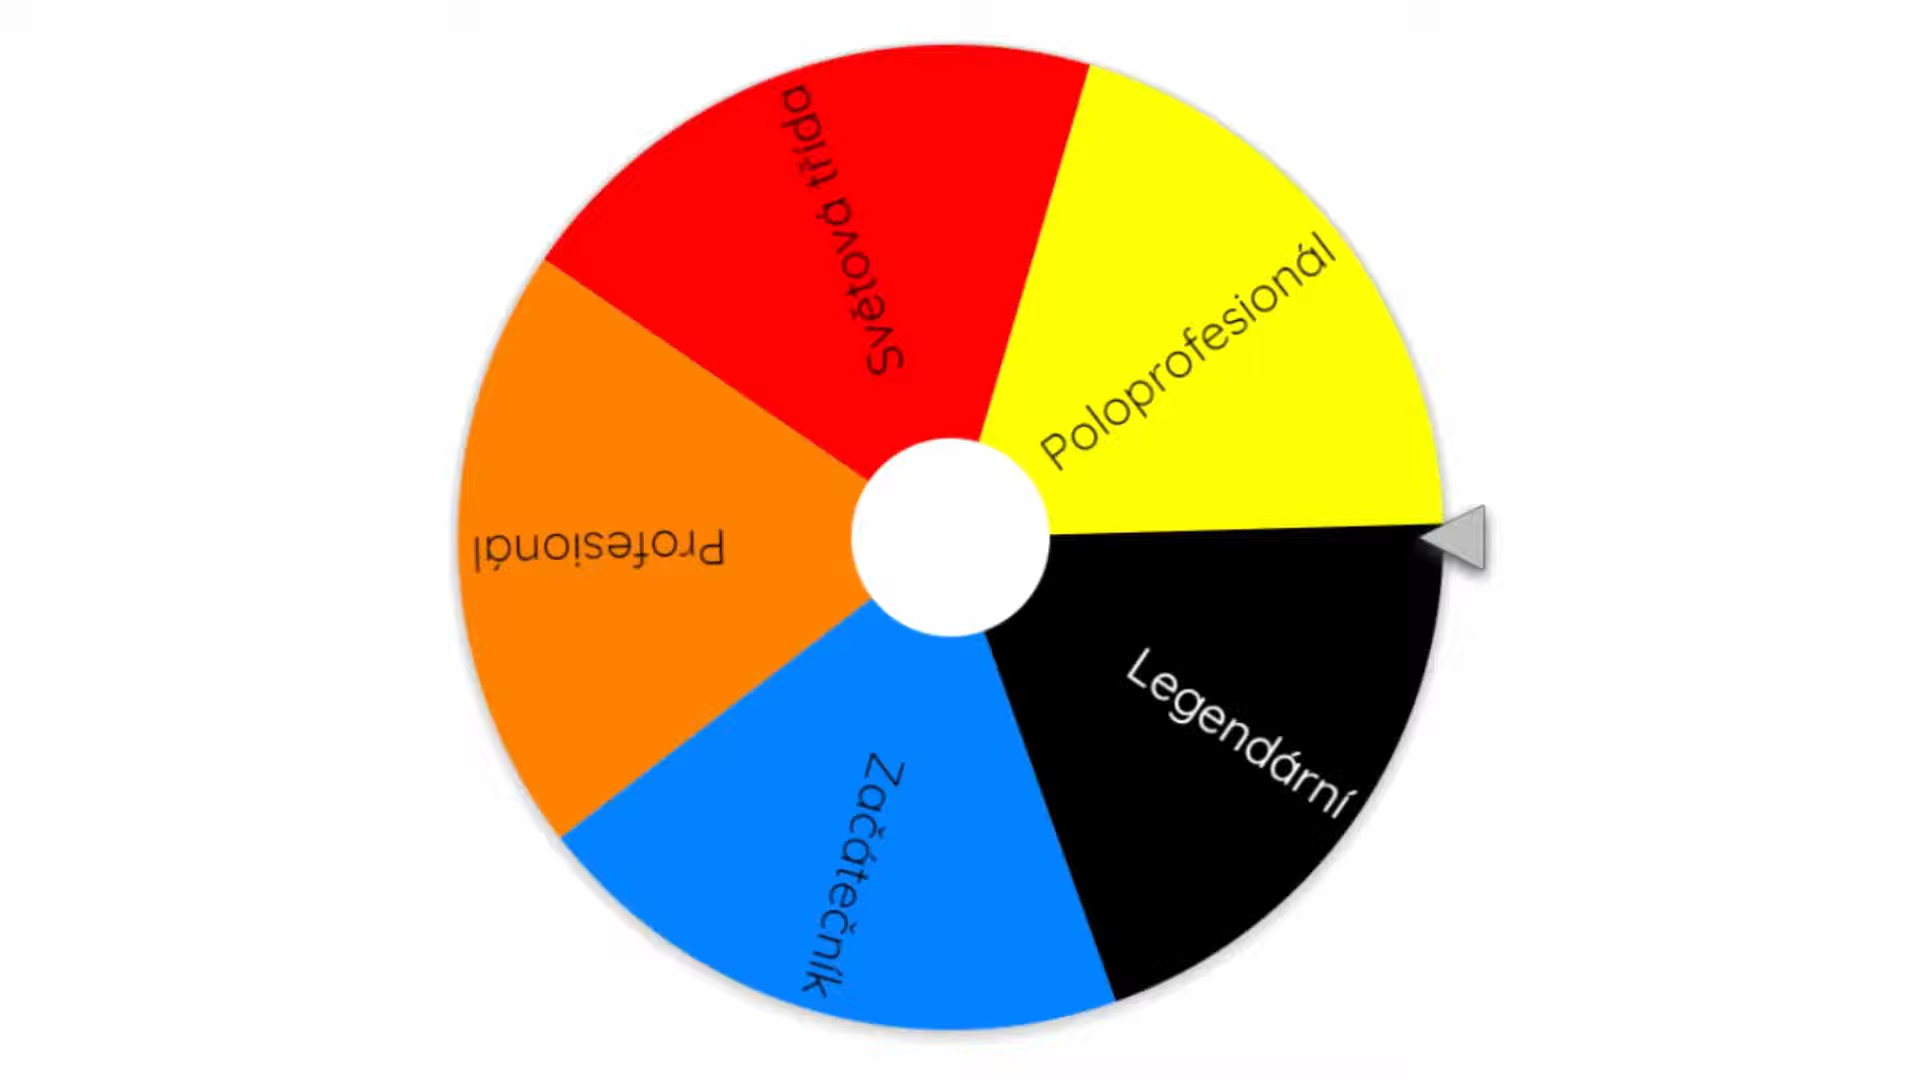 Světová třída
Poloprofesionál
Profesionál
Legendární
Začátečník